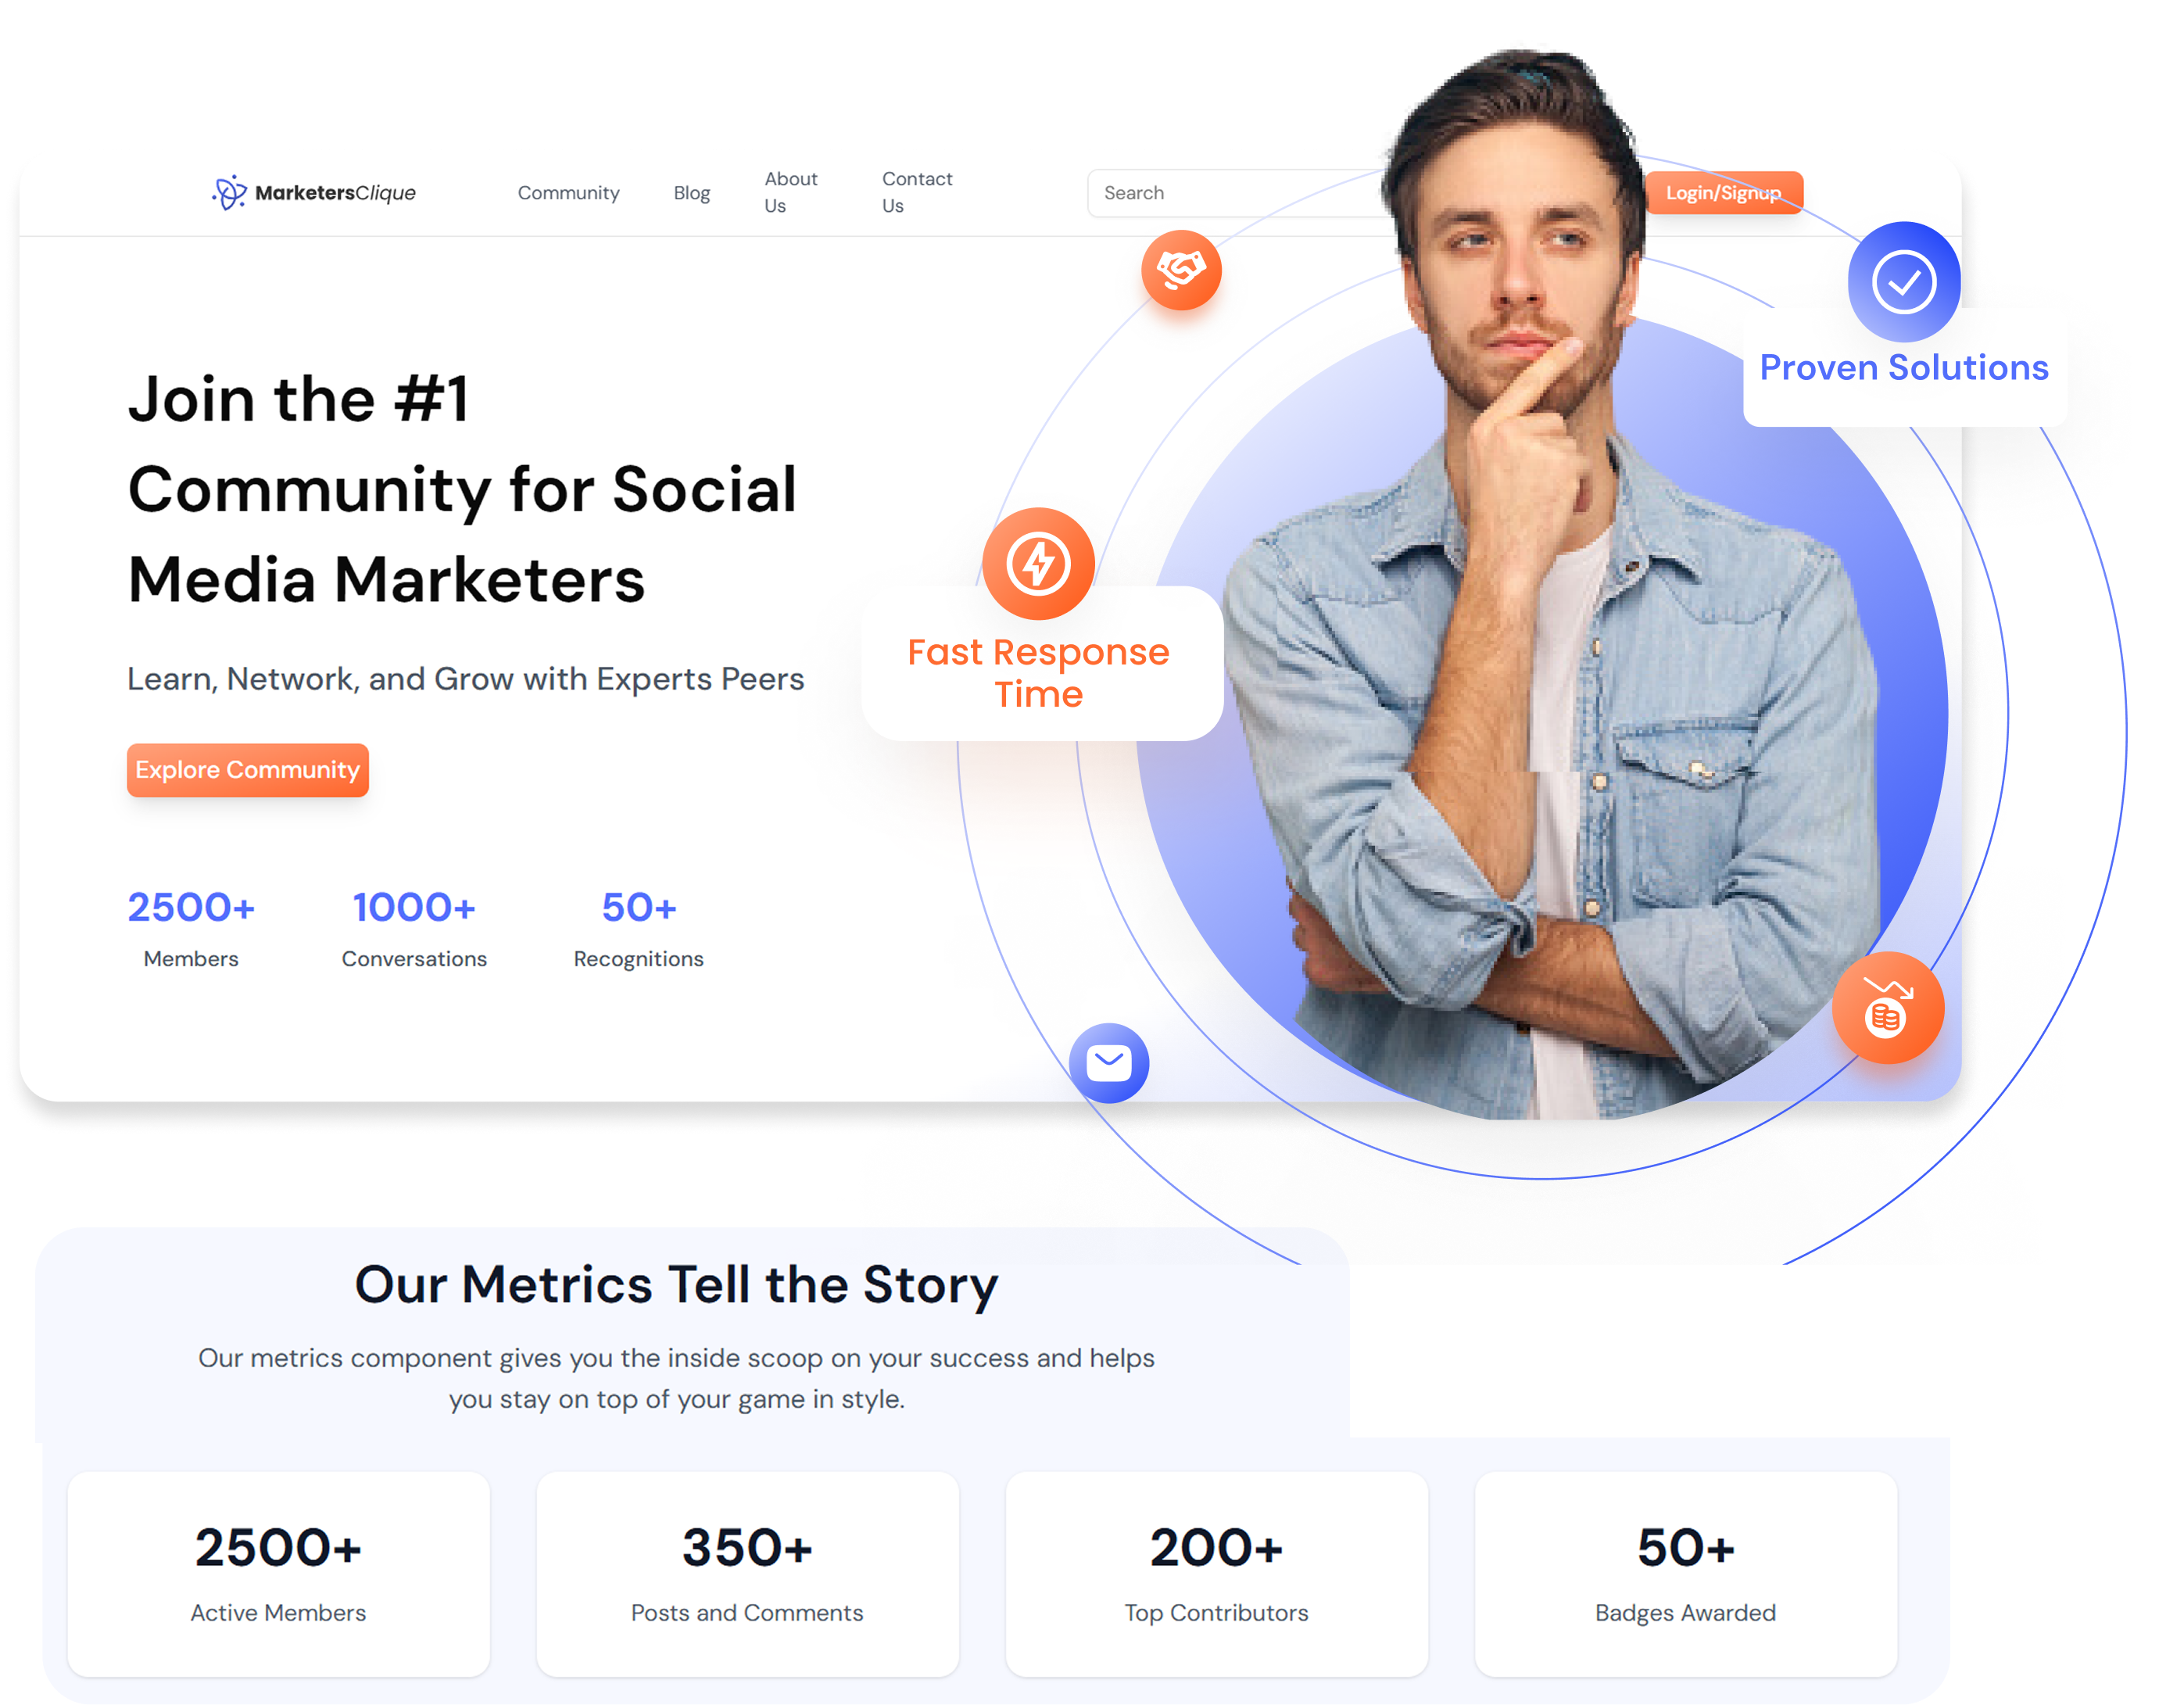 MarketersClique
Community
Blog
About
Us
Contact
Us
Search
Login/Signup
Join the #1
Community for Social
Media Marketers
Learn, Network, and Grow with Experts Peers
Explore Community
2500+
Members
1000+
Conversations
50+
Recognitions
Proven Solutions
Fast Response
Time
Our Metrics Tell the Story
Our metrics component gives you the inside scoop on your success and helps
you stay on top of your game in style.
2500+
Active Members
350+
Posts and Comments
200+
Top Contributors
50+
Badges Awarded